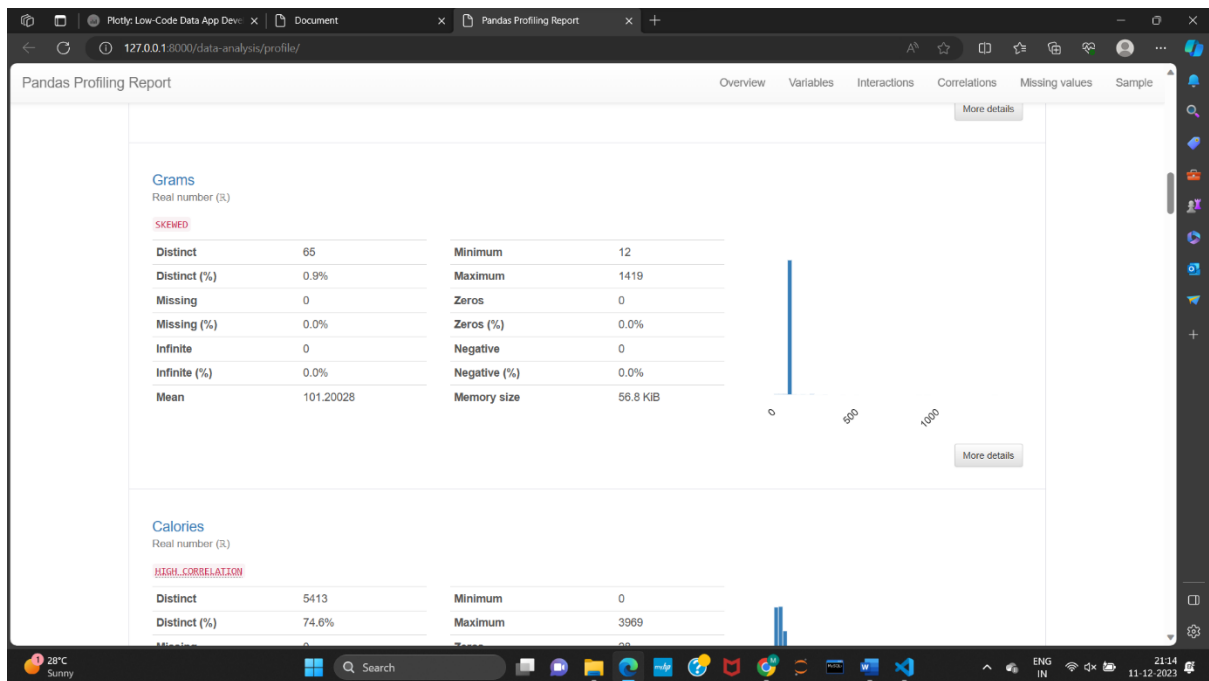 Plotly: Low-Code Data App Deve
Document
Pandas Profiling Report
127.0.0.1:8000/data-analysis/profile/
Pandas Profiling Report
Overview Variables Interactions Correlations Missing values Sample
More details
Grams
Real number (ℝ)
SKEWED
Distinct 65 Minimum 12
Distinct (%) 0.9% Maximum 1419
Missing 0 Zeros 0
Missing (%) 0.0% Zeros (%) 0.0%
Infinite 0 Negative 0
Infinite (%) 0.0% Negative (%) 0.0%
Mean 101.20028 Memory size 56.8 KiB
0 500 1000
More details
Calories
Real number (ℝ)
HIGH CORRELATION
Distinct 5413 Minimum 0
Distinct (%) 74.6% Maximum 3969
1
28°C
Sunny
Search
ENG
IN
21:14
11-12-2023